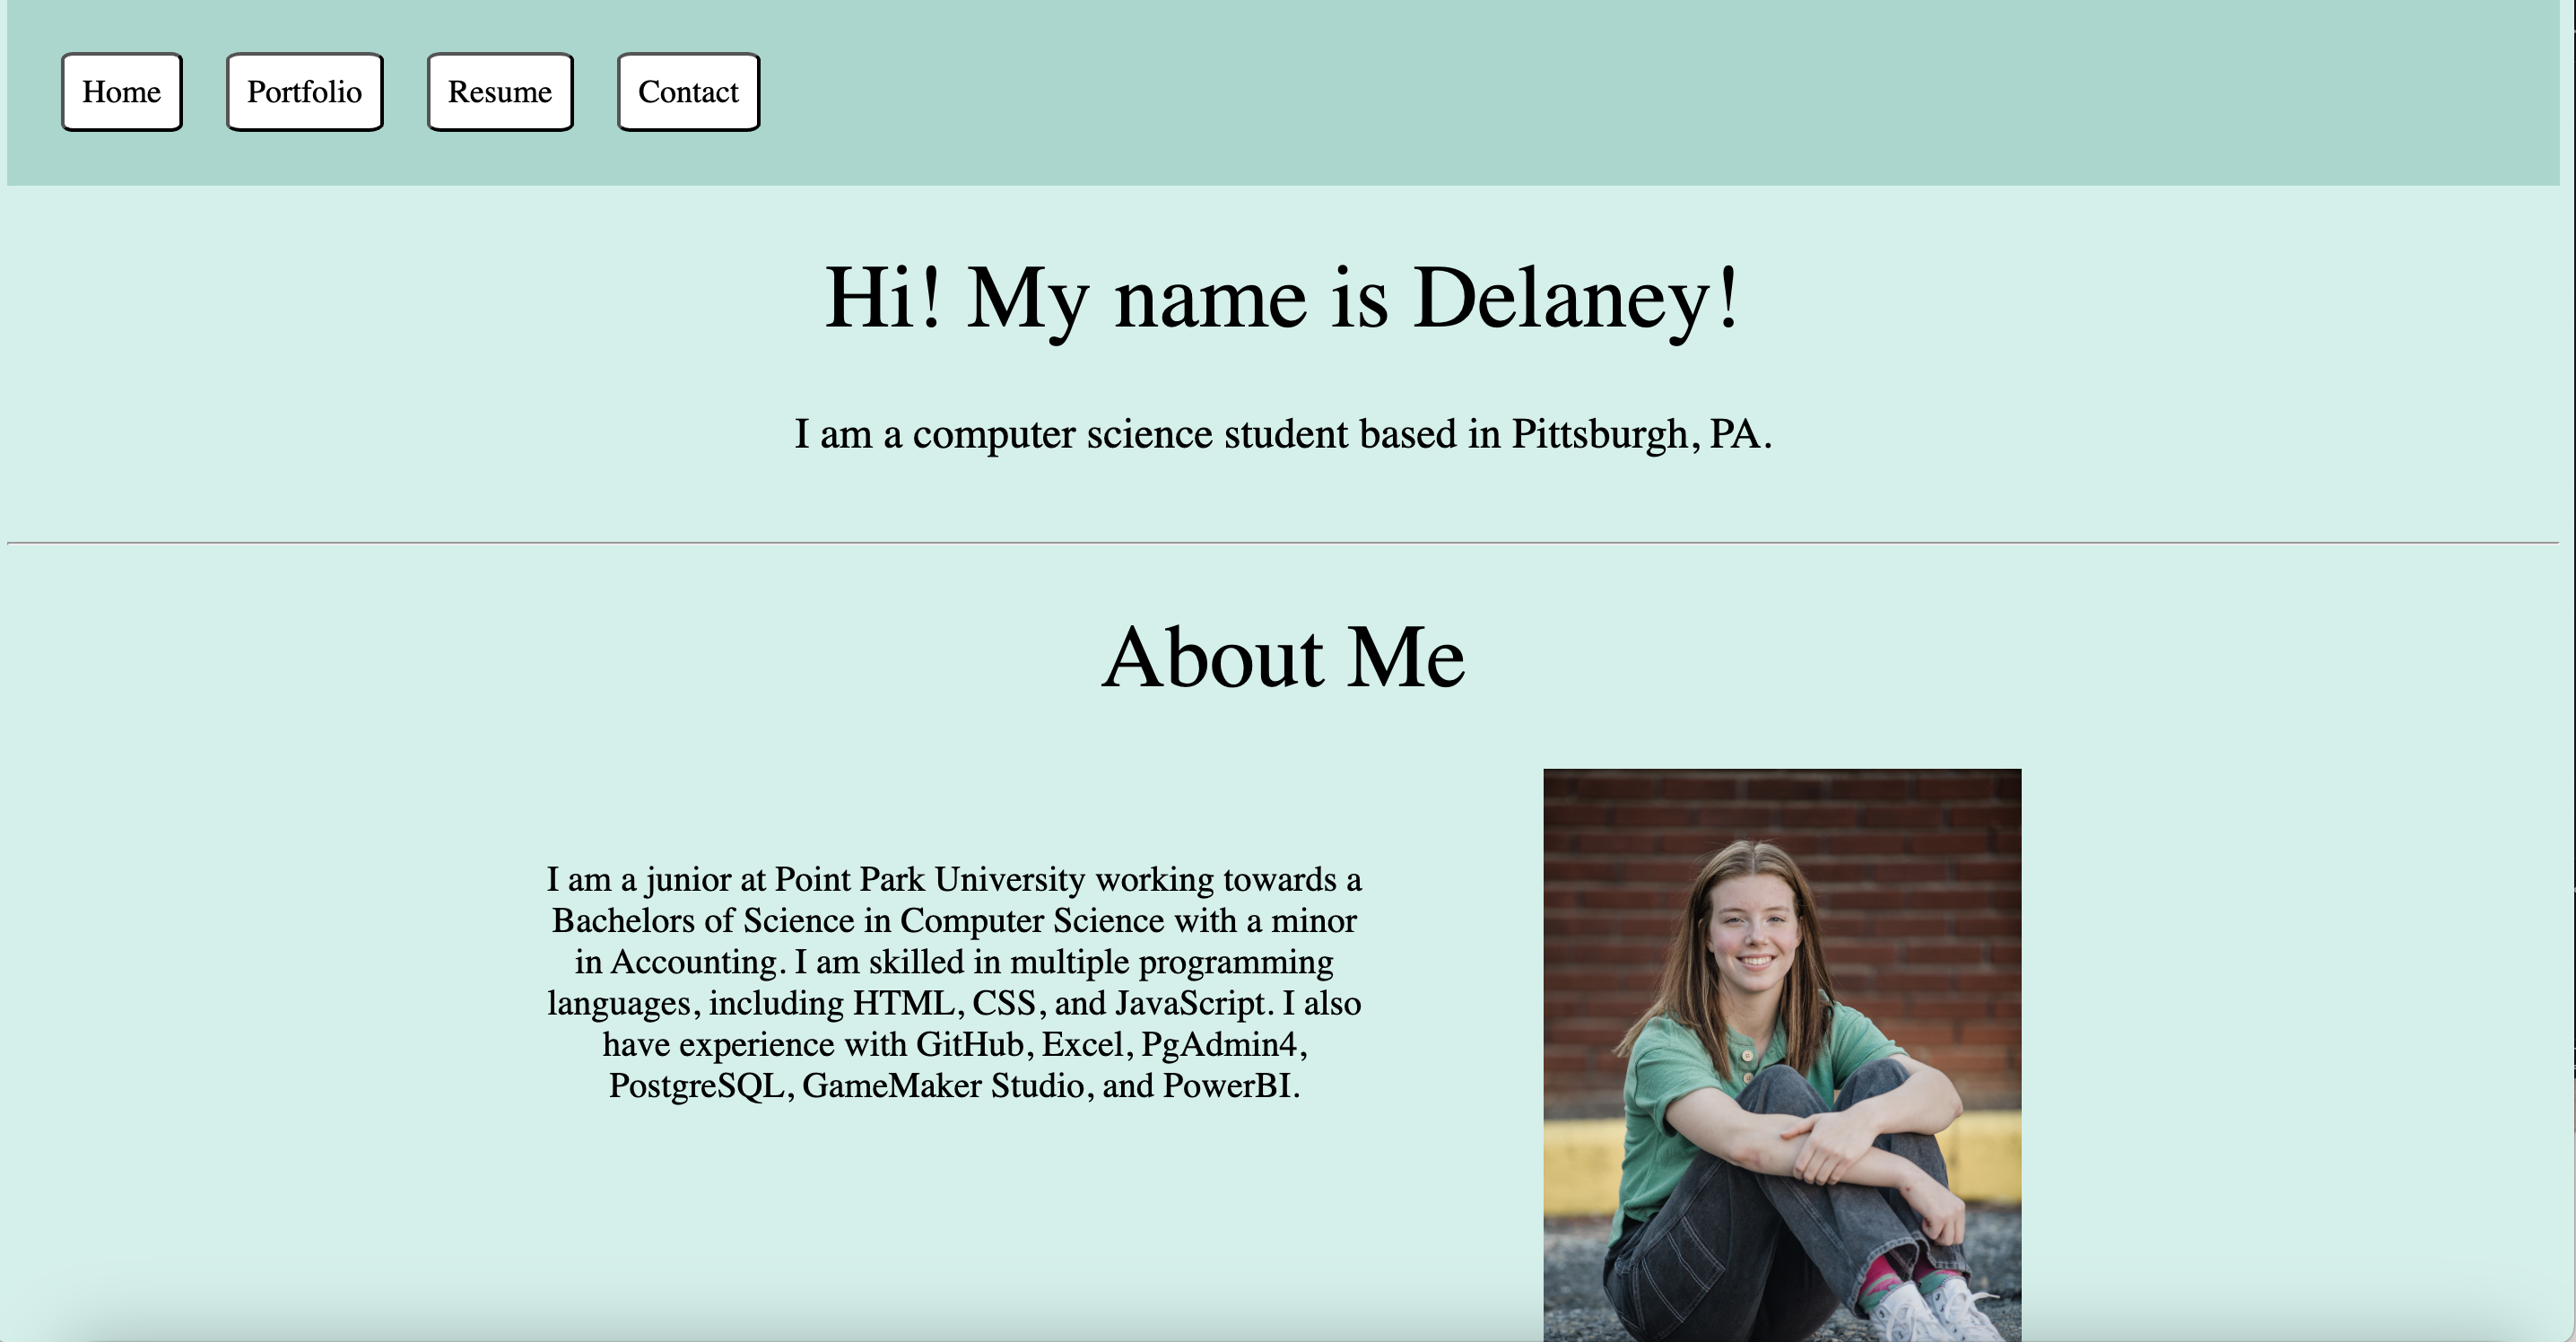 Home Portfolio Resume Contact
Hi! My name is Delaney!
I am a computer science student based in Pittsburgh, PA.
About Me
I am a junior at Point Park University working towards a
Bachelors of Science in Computer Science with a minor
in Accounting. I am skilled in multiple programming
languages, including HTML, CSS, and JavaScript. I also
have experience with GitHub, Excel, PgAdmin4,
PostgreSQL, GameMaker Studio, and PowerBI.